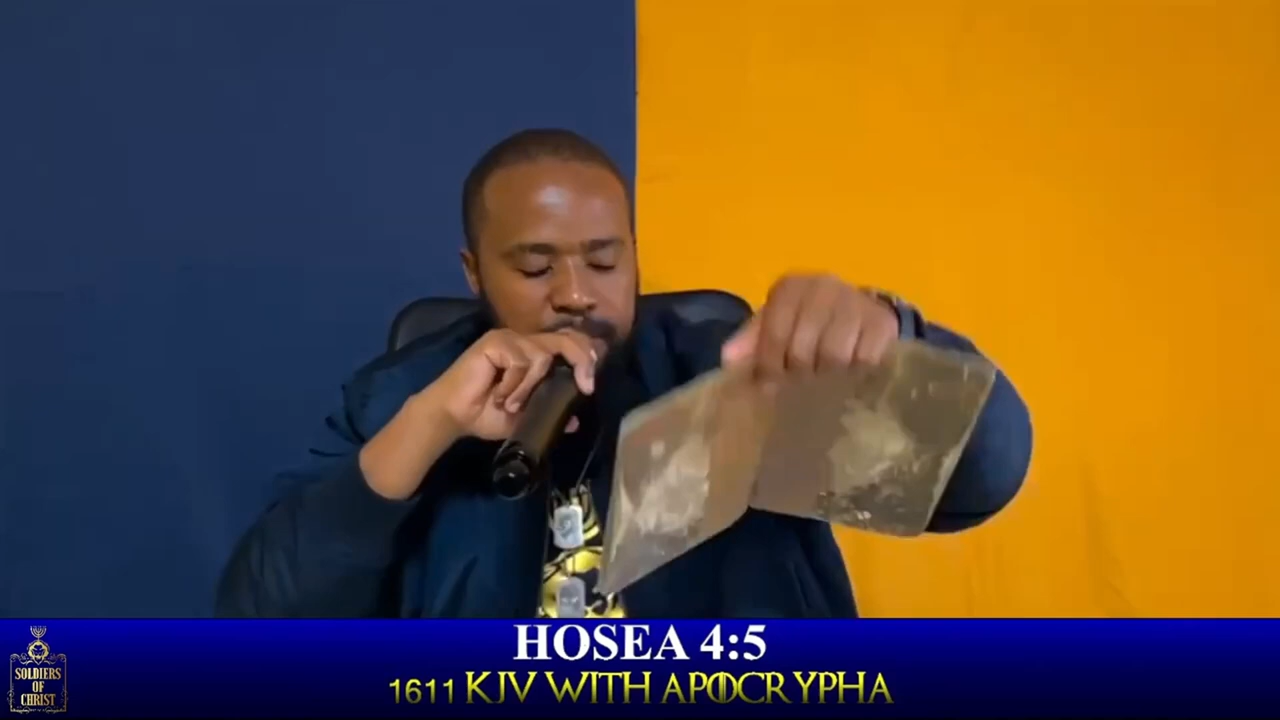 HOSEA 4:5
1611 KJV WITH APOCRYPHA
SOLDIERS
OF
CHRIST